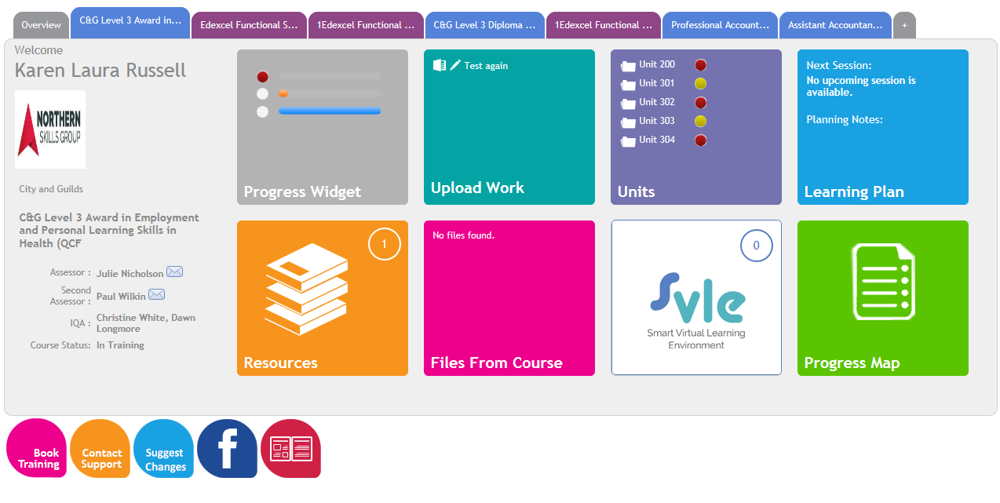 Overview
C&G Level 3 Award in...
Edexcel Functional S...
1Edexcel Functional ...
C&G Level 3 Diploma ...
1Edexcel Functional ...
Professional Account...
Assistant Accountan...
+
Welcome
Karen Laura Russell
NORTHERN
SKILLS GROUP
City and Guilds
C&G Level 3 Award in Employment
and Personal Learning Skills in
Health (QCF
Assessor : Julie Nicholson
Second
Assessor : Paul Wilkin
IQA : Christine White, Dawn
Longmore
Course Status: In Training
Progress Widget
Test again
Upload Work
Unit 200
Unit 301
Unit 302
Unit 303
Unit 304
Units
Next Session:
No upcoming session is
available.
Planning Notes:
Learning Plan
1
Resources
No files found.
Files From Course
0
Svle
Smart Virtual Learning
Environment
Progress Map
Book
Training
Contact
Support
Suggest
Changes
f